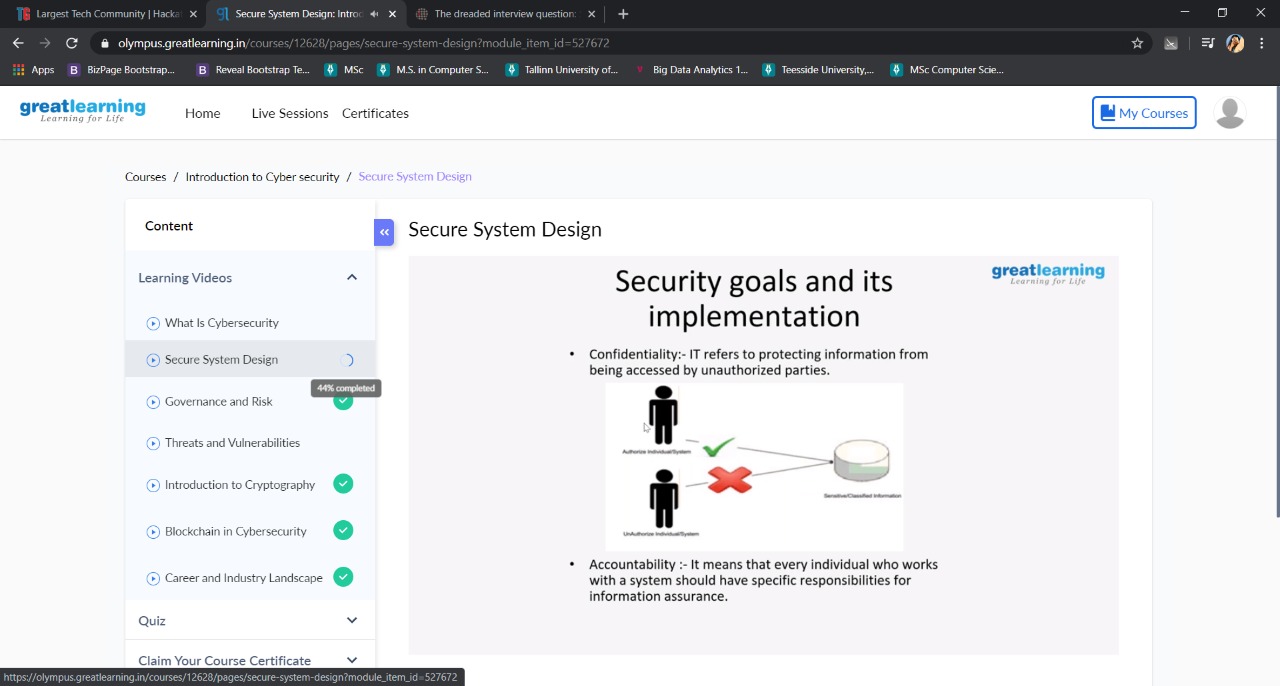 Largest Tech Community | Hacka
Secure System Design: Introd
The dreaded interview question:
olympus.greatlearning.in/courses/12628/pages/secure-system-design?module_item_id=527672
Apps
BizPage Bootstrap...
Reveal Bootstrap Te...
MSc
M.S. in Computer S...
Tallinn University of...
Big Data Analytics 1...
Teesside University,...
MSc Computer Scie...
greatlearning
Learning for Life
Home
Live Sessions
Certificates
My Courses
Courses / Introduction to Cyber security / Secure System Design
Content
Learning Videos
What Is Cybersecurity
Secure System Design
44% completed
Governance and Risk
Threats and Vulnerabilities
Introduction to Cryptography
Blockchain in Cybersecurity
Career and Industry Landscape
Quiz
Claim Your Course Certificate
Secure System Design
greatlearning
Learning for Life
Security goals and its
implementation
• Confidentiality:- IT refers to protecting information from
being accessed by unauthorized parties.
Authorize Individual/System
UnAuthorize Individual/System
Sensitive/Classified Information
• Accountability :- It means that every individual who works
with a system should have specific responsibilities for
information assurance.
https://olympus.greatlearning.in/courses/12628/pages/secure-system-design?module_item_id=527672